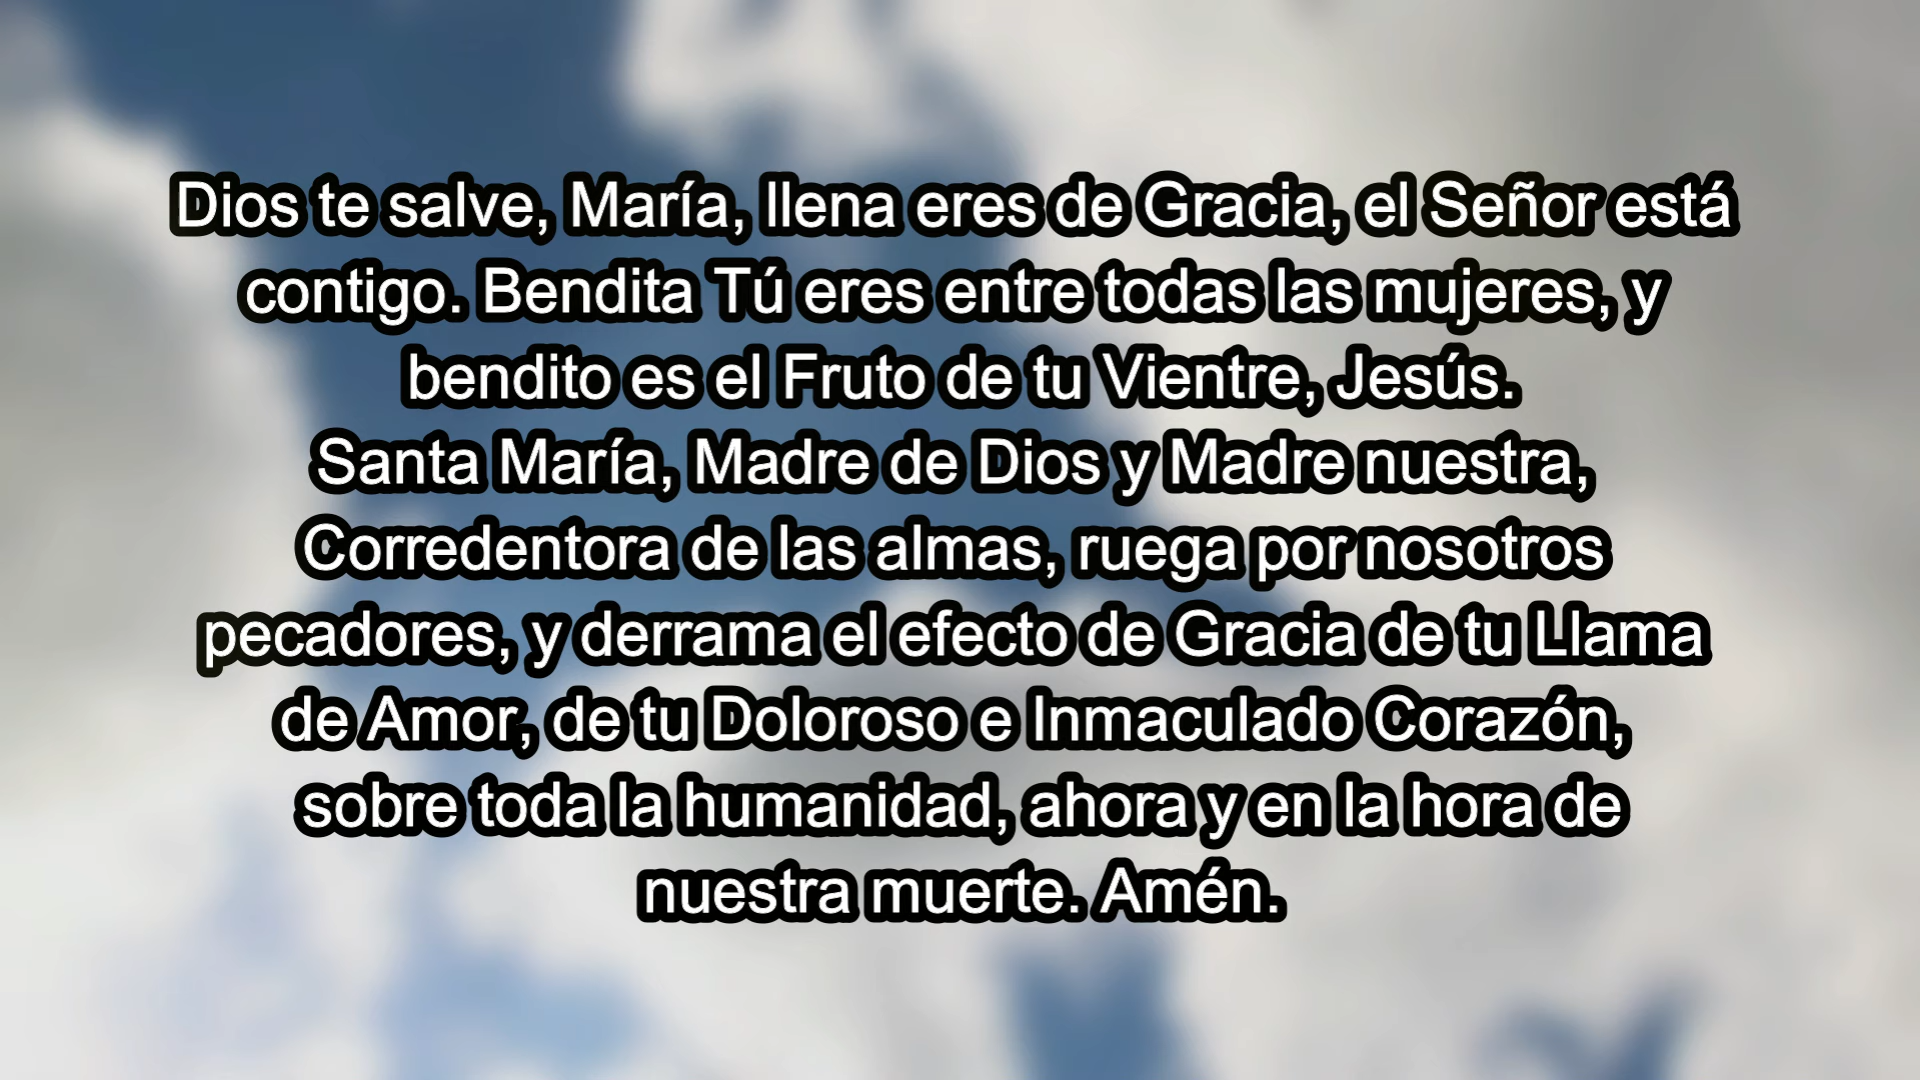 Dios te salve, María, llena eres de Gracia, el Señor está
contigo. Bendita Tú eres entre todas las mujeres, y
bendito es el Fruto de tu Vientre, Jesús.
Santa María, Madre de Dios y Madre nuestra,
Corredentora de las almas, ruega por nosotros
pecadores, y derrama el efecto de Gracia de tu Llama
de Amor, de tu Doloroso e Inmaculado Corazón,
sobre toda la humanidad, ahora y en la hora de
nuestra muerte. Amén.